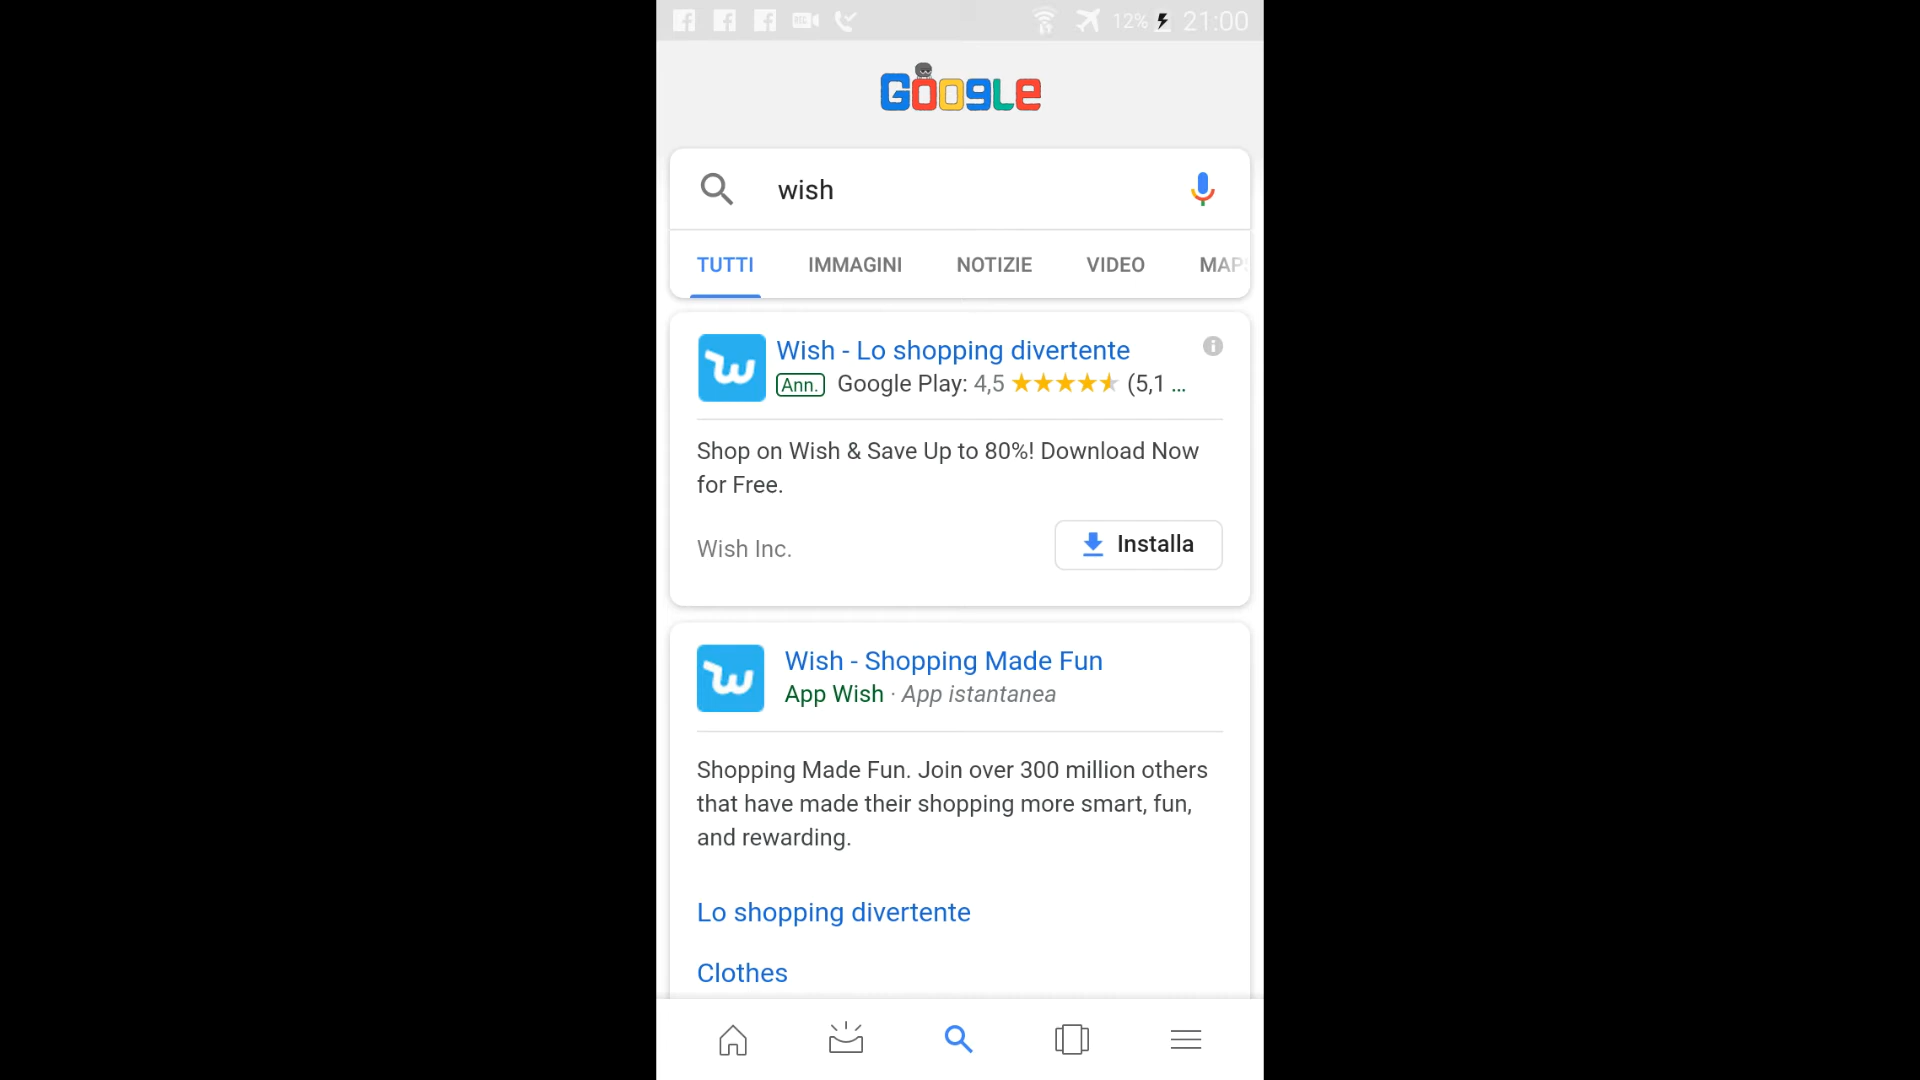 12% 21:00
Google
wish
TUTTI IMMAGINI NOTIZIE VIDEO MAPS
Wish - Lo shopping divertente
Ann. Google Play: 4,5 (5,1 ...
Shop on Wish & Save Up to 80%! Download Now
for Free.
Wish Inc.
Installa
Wish - Shopping Made Fun
App Wish · App istantanea
Shopping Made Fun. Join over 300 million others
that have made their shopping more smart, fun,
and rewarding.
Lo shopping divertente
Clothes